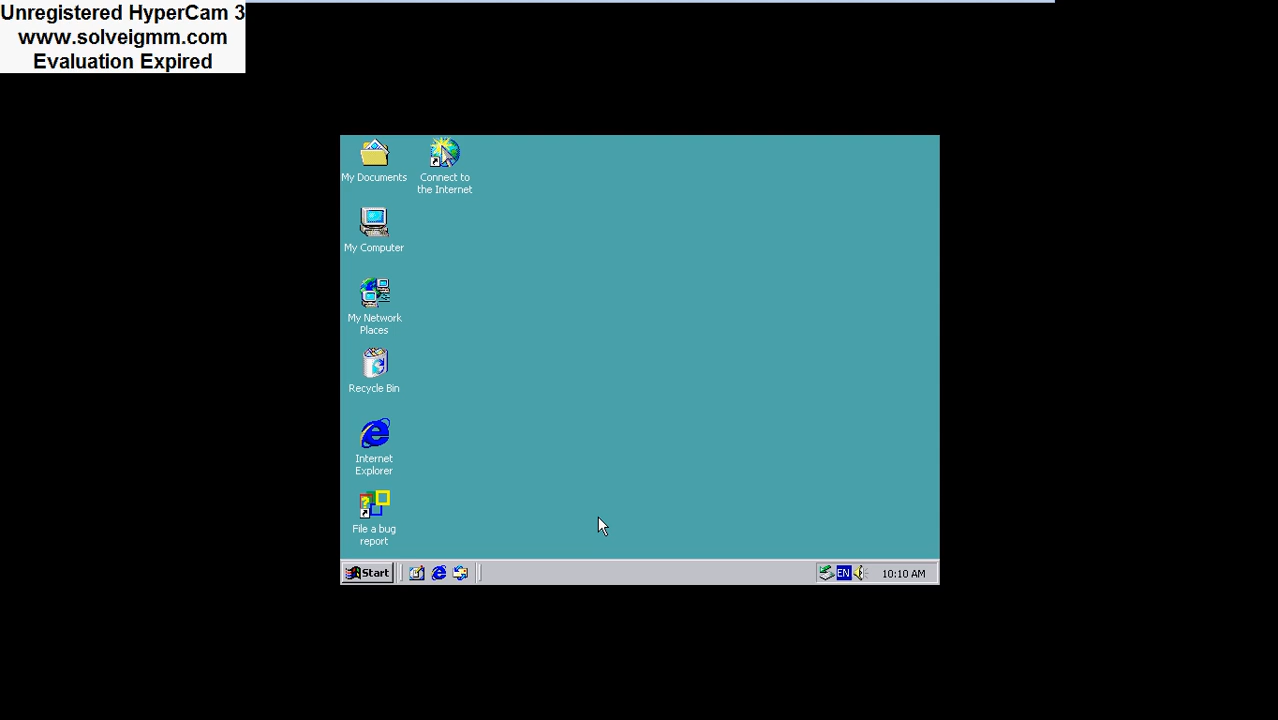 Unregistered HyperCam 3
www.solveigmm.com
Evaluation Expired
My Documents
Connect to
the Internet
My Computer
My Network
Places
Recycle Bin
Internet
Explorer
File a bug
report
Start
EN
10:10 AM